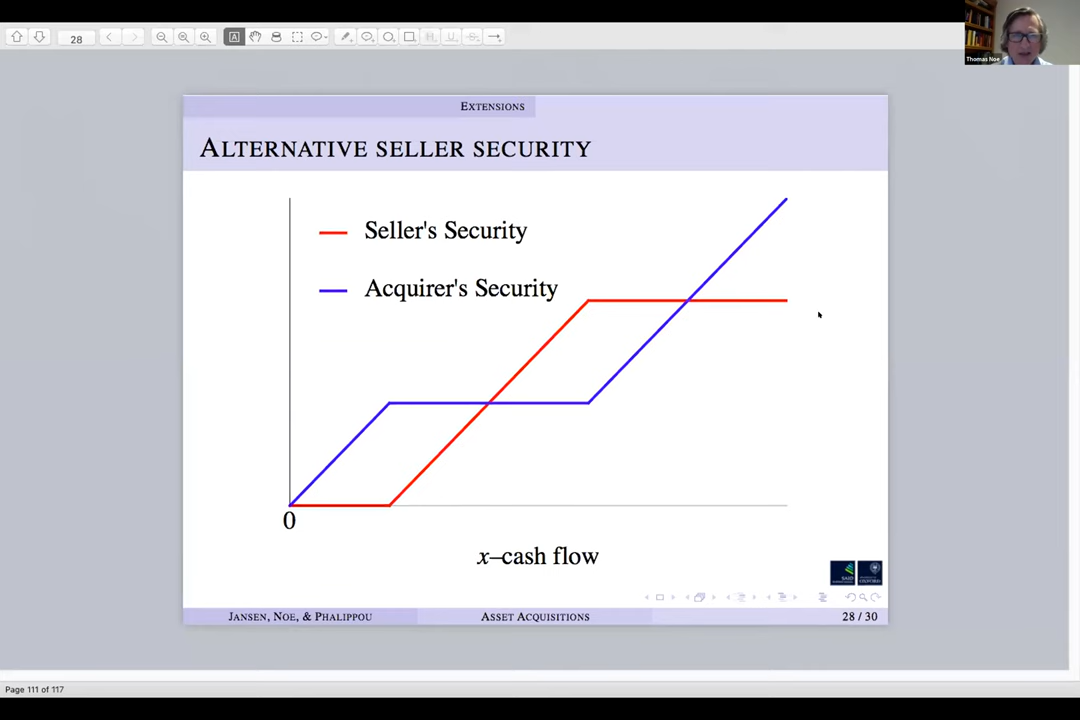 28
A
Thomas Noe
EXTENSIONS
ALTERNATIVE SELLER SECURITY
Seller's Security
Acquirer's Security
0
x–cash flow
JANSEN, NOE, & PHALIPPOU
ASSET ACQUISITIONS
28 / 30
Page 111 of 117